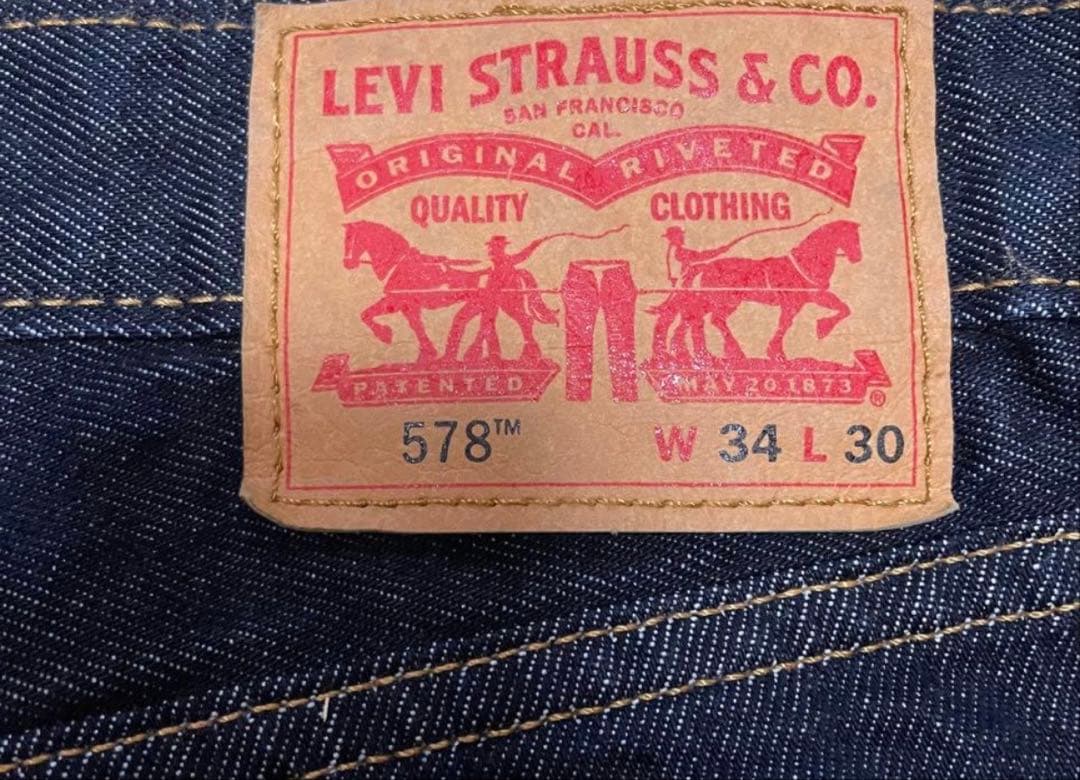 LEVI STRAUSS & CO.
SAN FRANCISCO
CAL.
ORIGINAL RIVETED
QUALITY CLOTHING
PATENTED MAY 20 1873 ®
578™ W 34 L 30